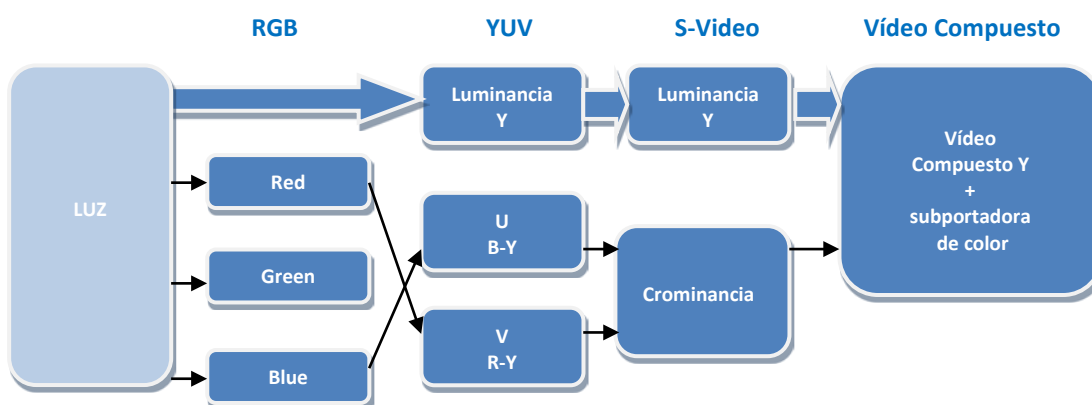 RGB
YUV
S-Video
Vídeo Compuesto
LUZ
Red
Green
Blue
Luminancia
Y
U
B-Y
V
R-Y
Luminancia
Y
Crominancia
Vídeo
Compuesto Y
+
subportadora
de color